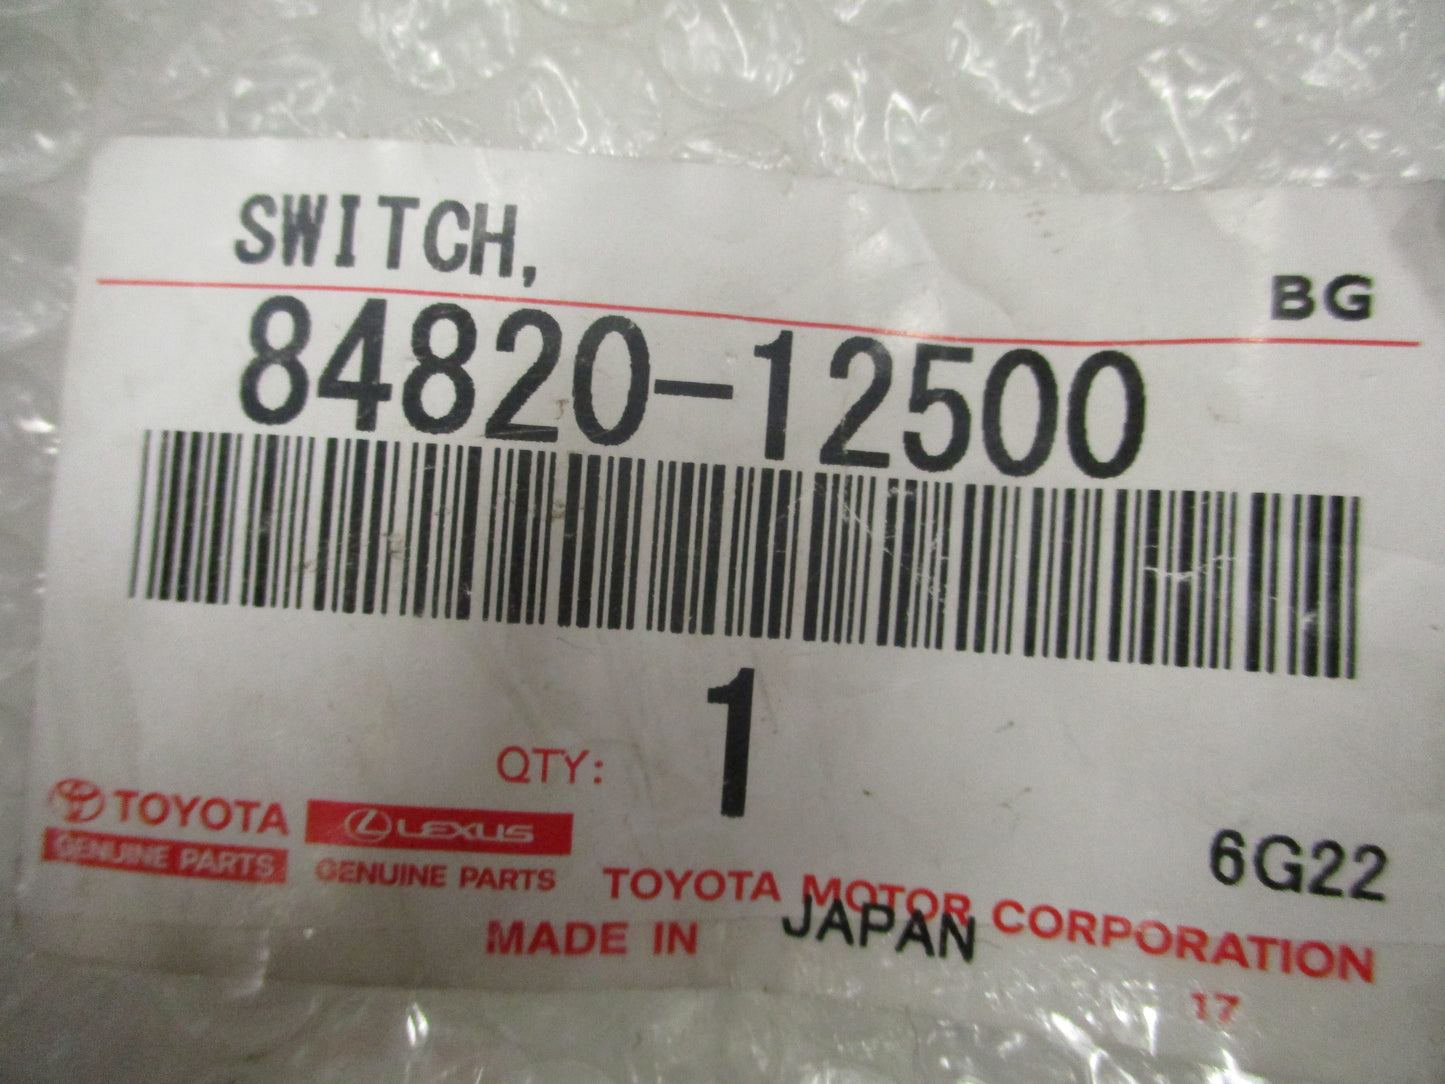 SWITCH,
BG
84820-12500
1
QTY:
6G22
TOYOTA
GENUINE PARTS
LEXUS
GENUINE PARTS
TOYOTA MOTOR CORPORATION
MADE IN JAPAN
17